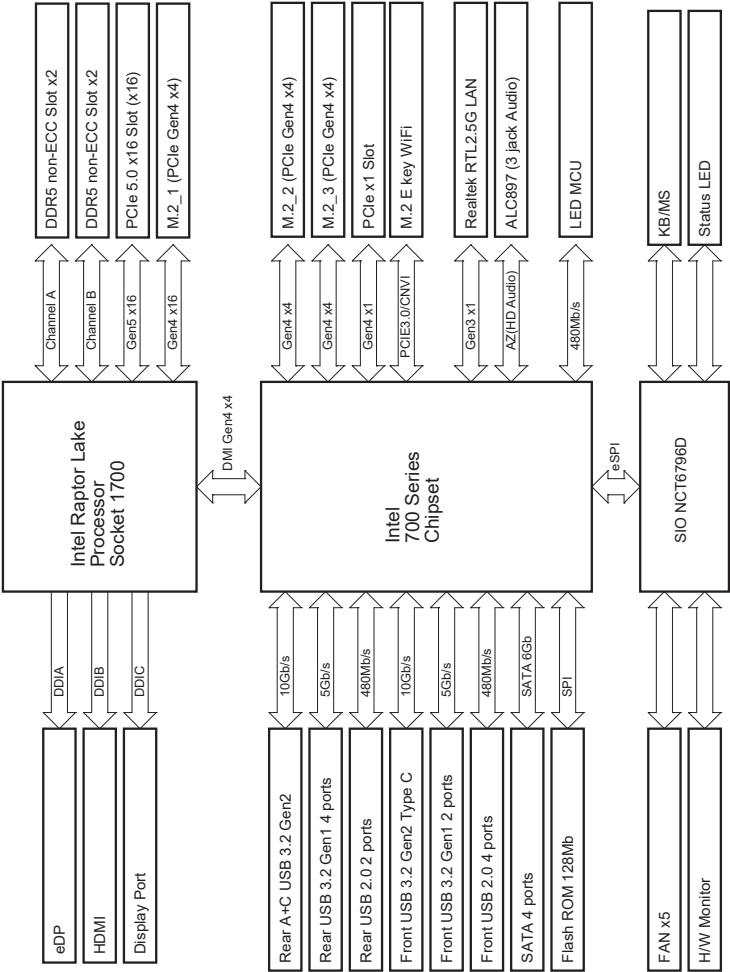 DDR5 non-ECC Slot x2
DDR5 non-ECC Slot x2
PCIe 5.0 x16 Slot (x16)
M.2_1 (PCIe Gen4 x4)
Channel A
Channel B
Gen5 x16
Gen4 x16
Intel Raptor Lake
Processor
Socket 1700
DDIA
DDIB
DDIC
eDP
HDMI
Display Port
DMI Gen4 x4
M.2_2 (PCIe Gen4 x4)
M.2_3 (PCIe Gen4 x4)
PCIe x1 Slot
M.2 E key WiFi
Realtek RTL2.5G LAN
ALC897 (3 jack Audio)
LED MCU
Gen4 x4
Gen4 x4
Gen4 x1
PCIE3.0/CNVI
Gen3 x1
AZ(HD Audio)
480Mb/s
Intel
700 Series
Chipset
10Gb/s
5Gb/s
480Mb/s
10Gb/s
5Gb/s
480Mb/s
SATA 6Gb
SPI
Rear A+C USB 3.2 Gen2
Rear USB 3.2 Gen1 4 ports
Rear USB 2.0 2 ports
Front USB 3.2 Gen2 Type C
Front USB 3.2 Gen1 2 ports
Front USB 2.0 4 ports
SATA 4 ports
Flash ROM 128Mb
eSPI
KB/MS
Status LED
SIO NCT6796D
FAN x5
H/W Monitor